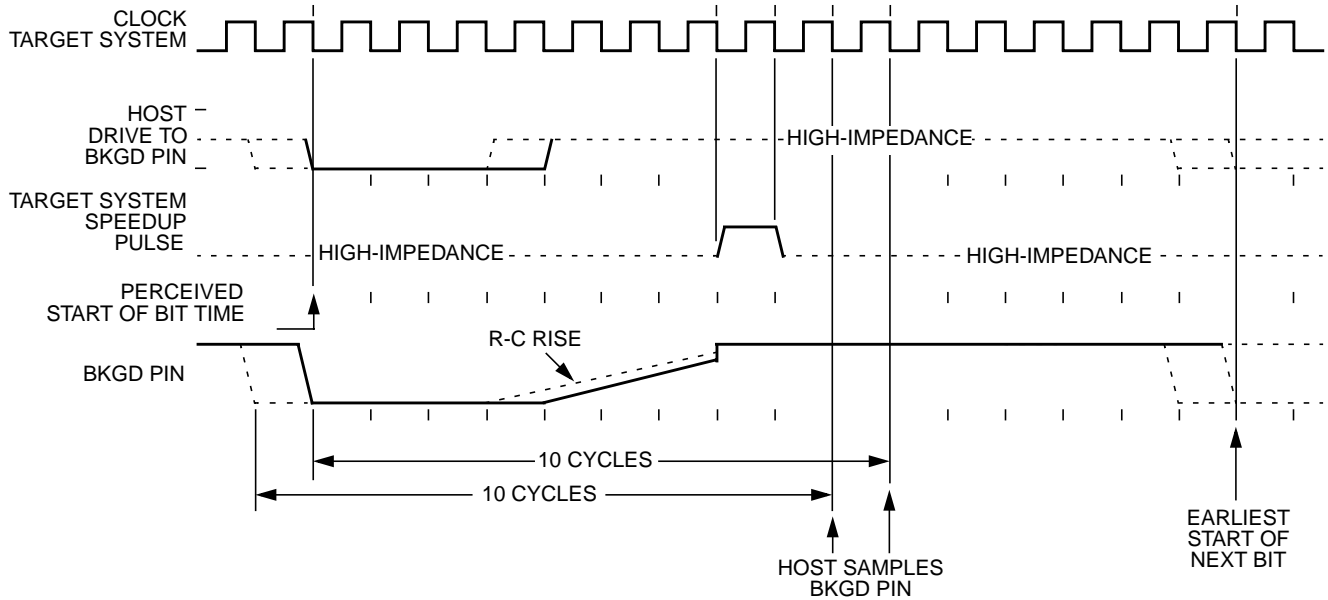 CLOCK
TARGET SYSTEM
HOST
DRIVE TO
BKGD PIN
HIGH-IMPEDANCE
TARGET SYSTEM
SPEEDUP
PULSE
HIGH-IMPEDANCE
HIGH-IMPEDANCE
PERCEIVED
START OF BIT TIME
R-C RISE
BKGD PIN
10 CYCLES
10 CYCLES
HOST SAMPLES
BKGD PIN
EARLIEST
START OF
NEXT BIT